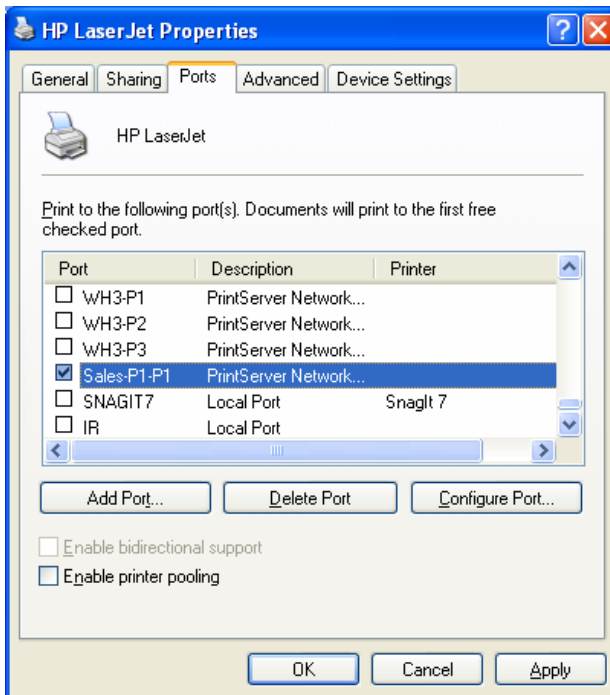 HP LaserJet Properties
General Sharing Ports Advanced Device Settings
HP LaserJet
Print to the following port(s). Documents will print to the first free
checked port.
Port Description Printer
WH3-P1 PrintServer Network...
WH3-P2 PrintServer Network...
WH3-P3 PrintServer Network...
Sales-P1-P1 PrintServer Network...
SNAGIT7 Local Port SnagIt 7
IR Local Port
Add Port... Delete Port Configure Port...
Enable bidirectional support
Enable printer pooling
OK Cancel Apply